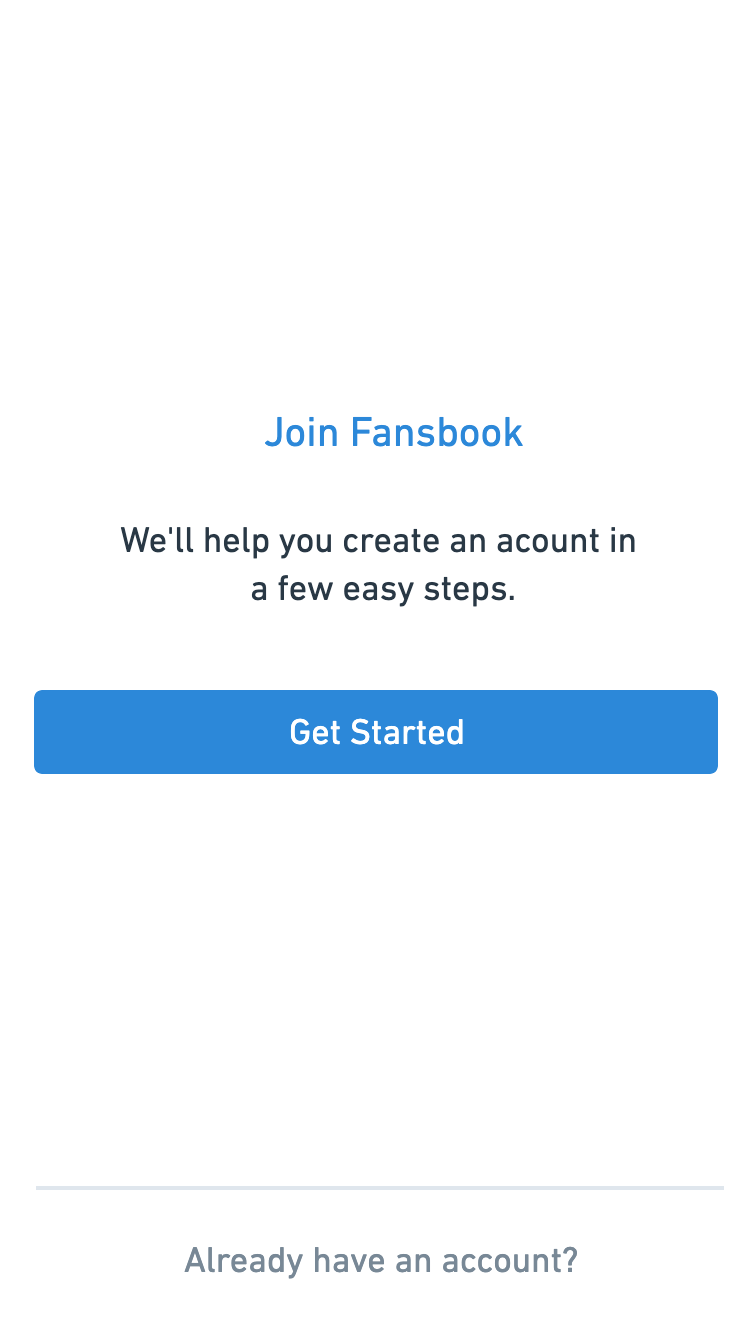 Join Fansbook
We'll help you create an acount in
a few easy steps.
Get Started
Already have an account?